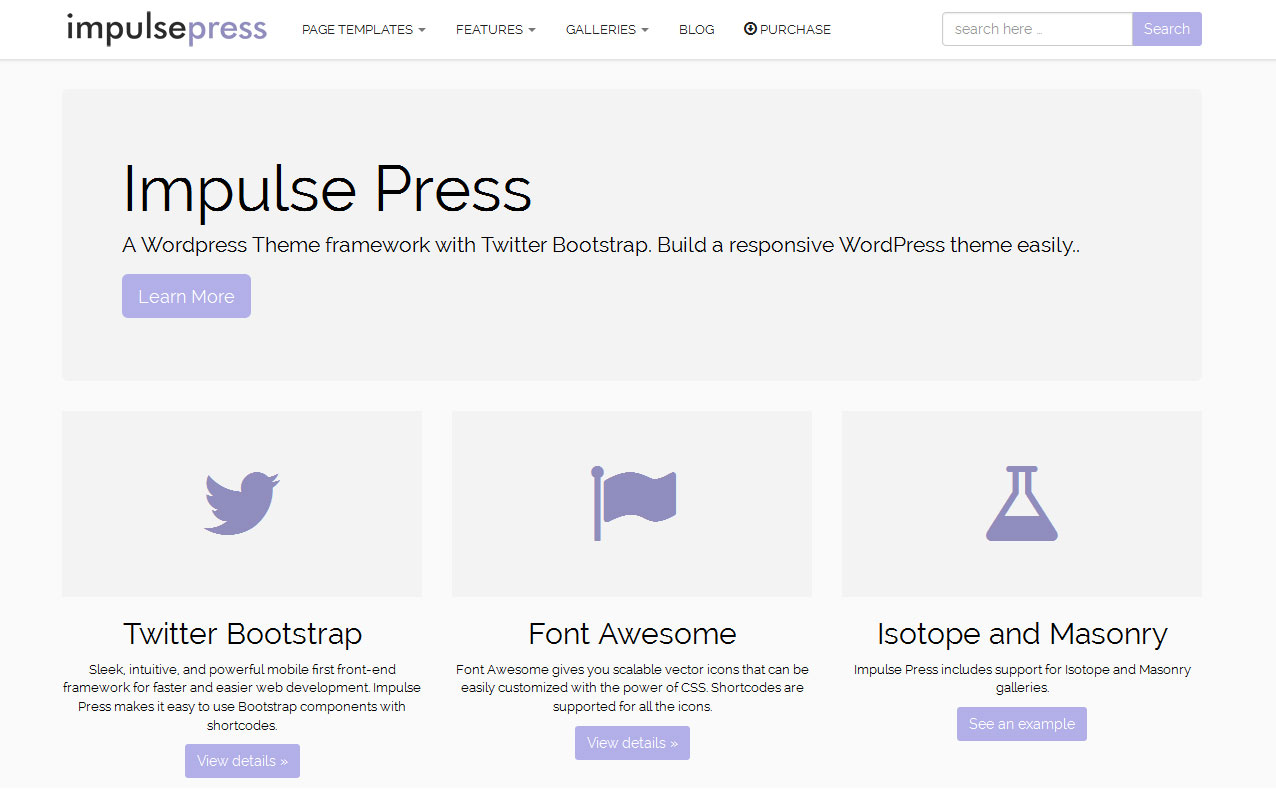 impulsepress
PAGE TEMPLATES FEATURES GALLERIES BLOG PURCHASE
search here ..
Search
Impulse Press
A Wordpress Theme framework with Twitter Bootstrap. Build a responsive WordPress theme easily..
Learn More
Twitter Bootstrap
Sleek, intuitive, and powerful mobile first front-end
framework for faster and easier web development. Impulse
Press makes it easy to use Bootstrap components with
shortcodes.
View details »
Font Awesome
Font Awesome gives you scalable vector icons that can be
easily customized with the power of CSS. Shortcodes are
supported for all the icons.
View details »
Isotope and Masonry
Impulse Press includes support for Isotope and Masonry
galleries.
See an example